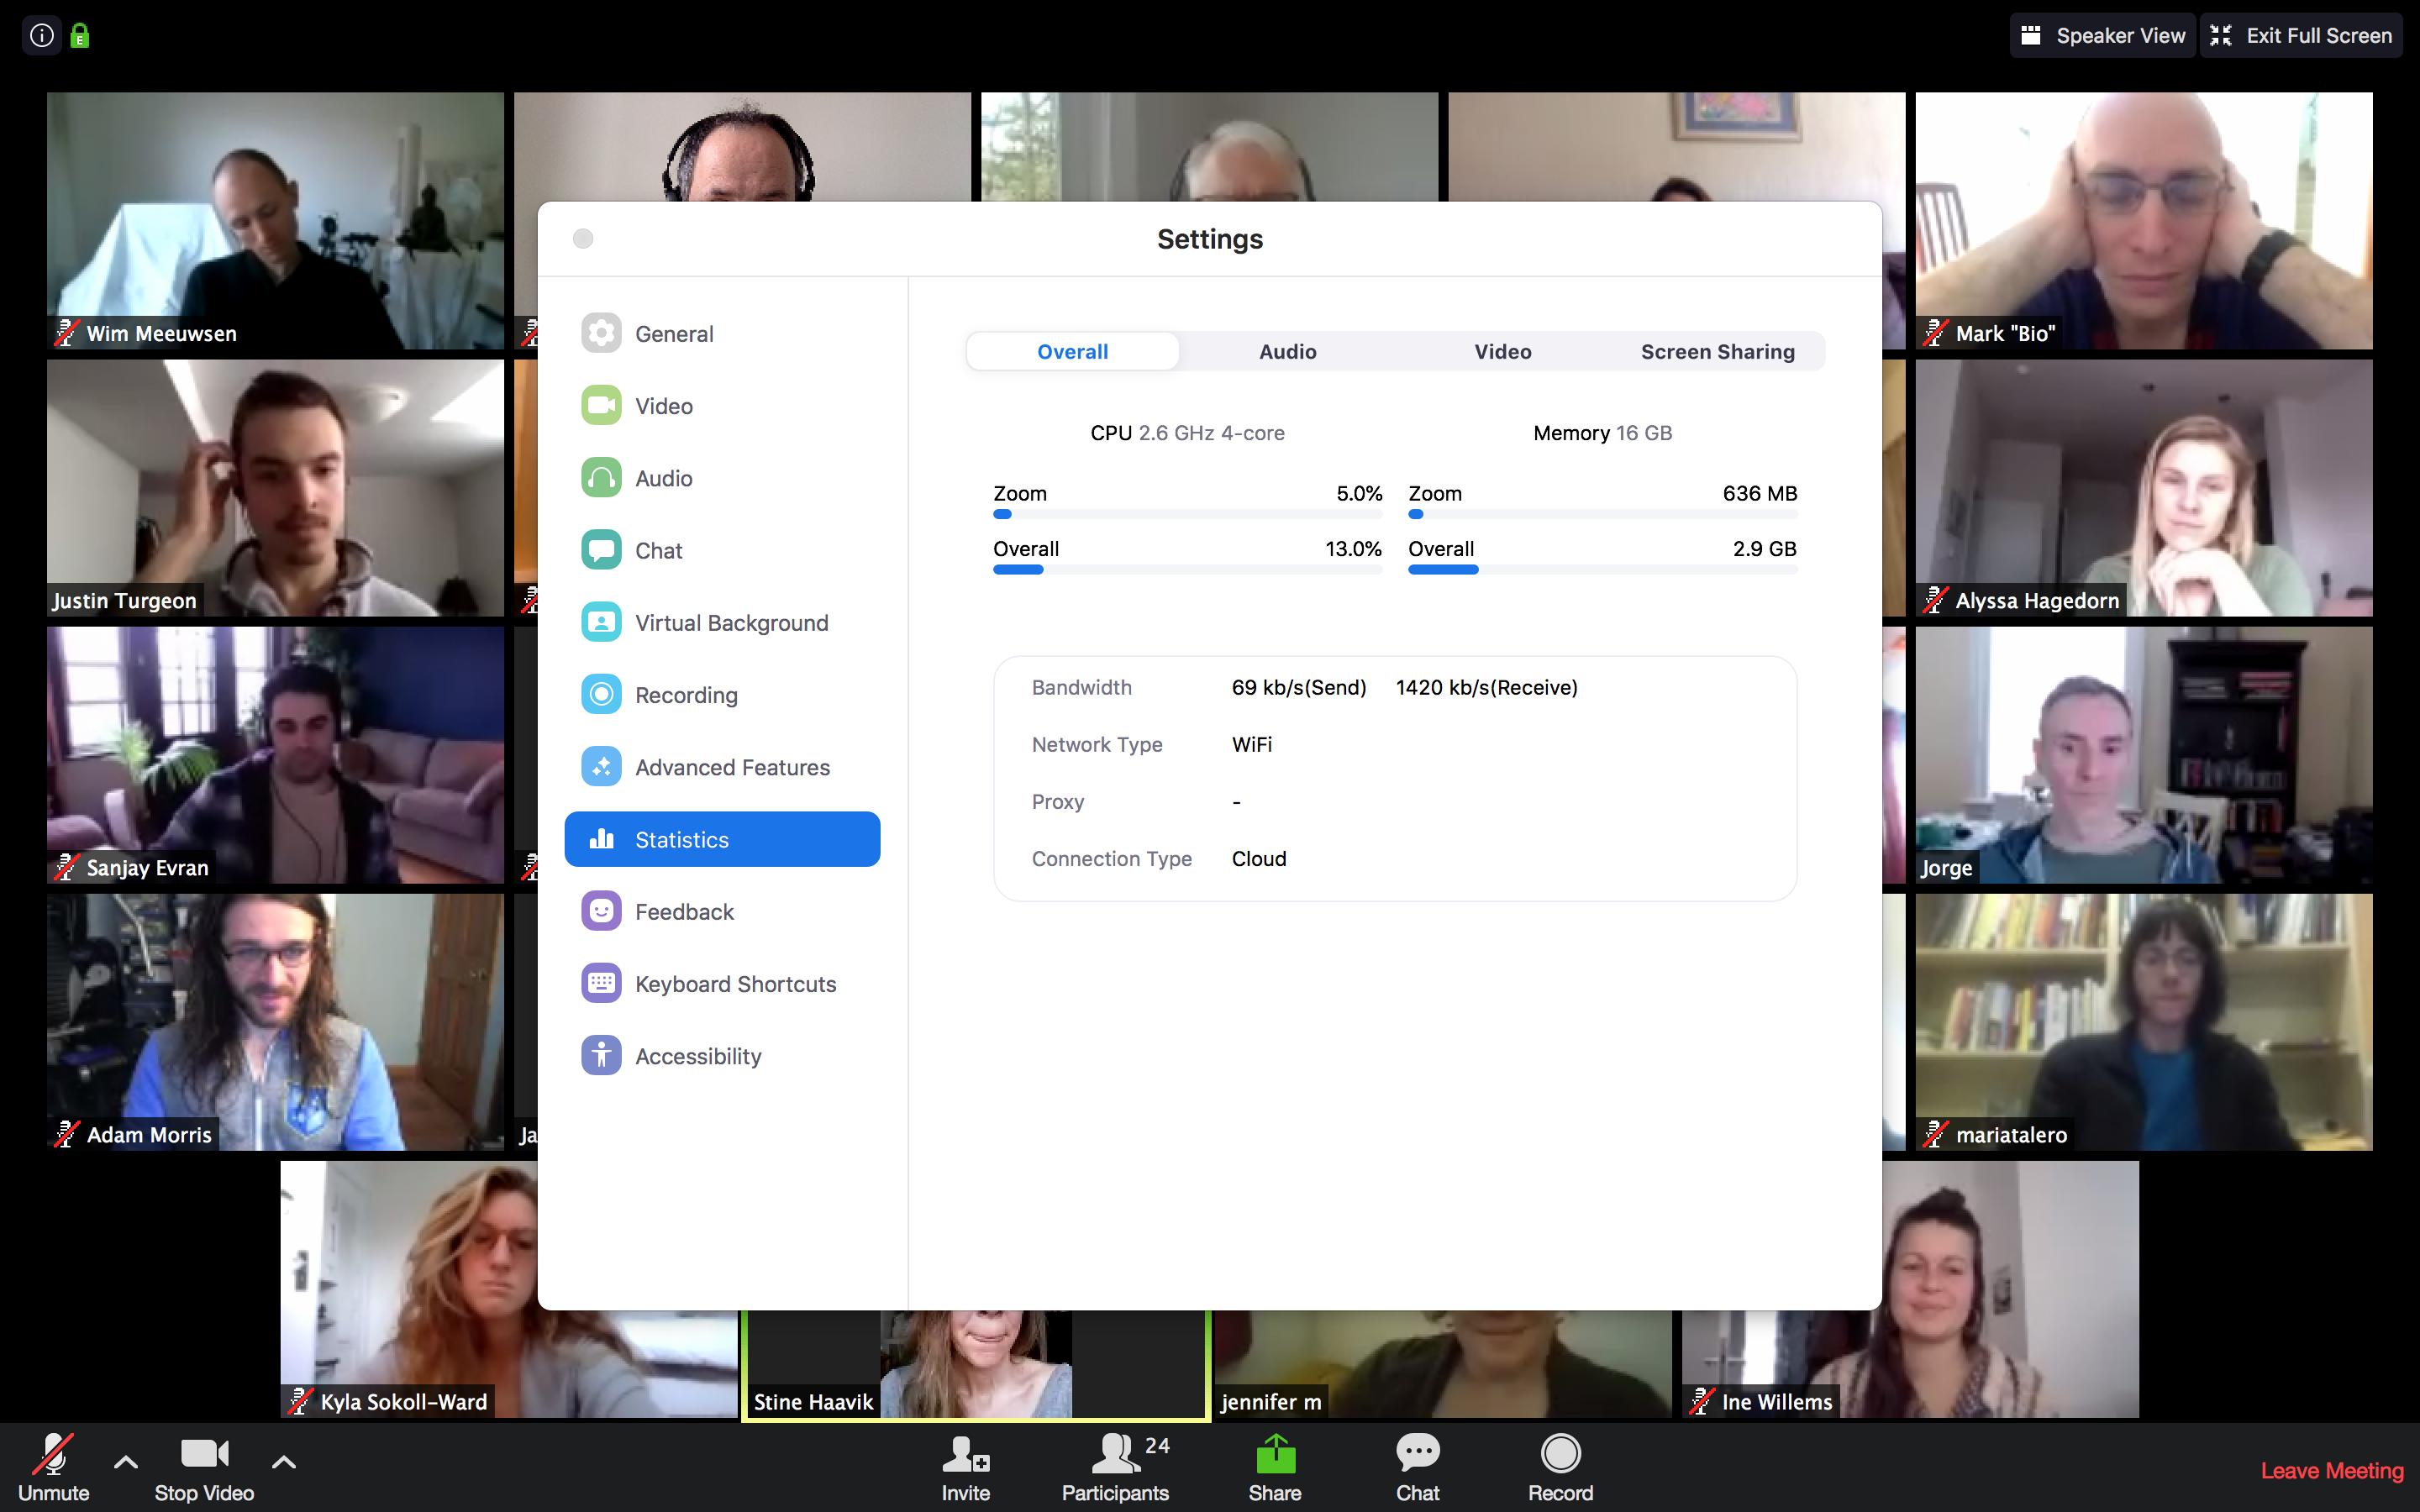 Speaker View
Exit Full Screen
Settings
Wim Meeuwsen
Mark "Bio"
General
Video
Audio
Chat
Virtual Background
Recording
Advanced Features
Statistics
Feedback
Keyboard Shortcuts
Accessibility
Overall Audio Video Screen Sharing
CPU 2.6 GHz 4-core
Zoom 5.0%
Overall 13.0%
Memory 16 GB
Zoom 636 MB
Overall 2.9 GB
Bandwidth 69 kb/s(Send) 1420 kb/s(Receive)
Network Type WiFi
Proxy -
Connection Type Cloud
Justin Turgeon
Alyssa Hagedorn
Sanjay Evran
Jorge
Adam Morris
Ja
mariatalero
Kyla Sokoll-Ward
Stine Haavik
jennifer m
Ine Willems
Unmute
Stop Video
Invite
24
Participants
Share
Chat
Record
Leave Meeting